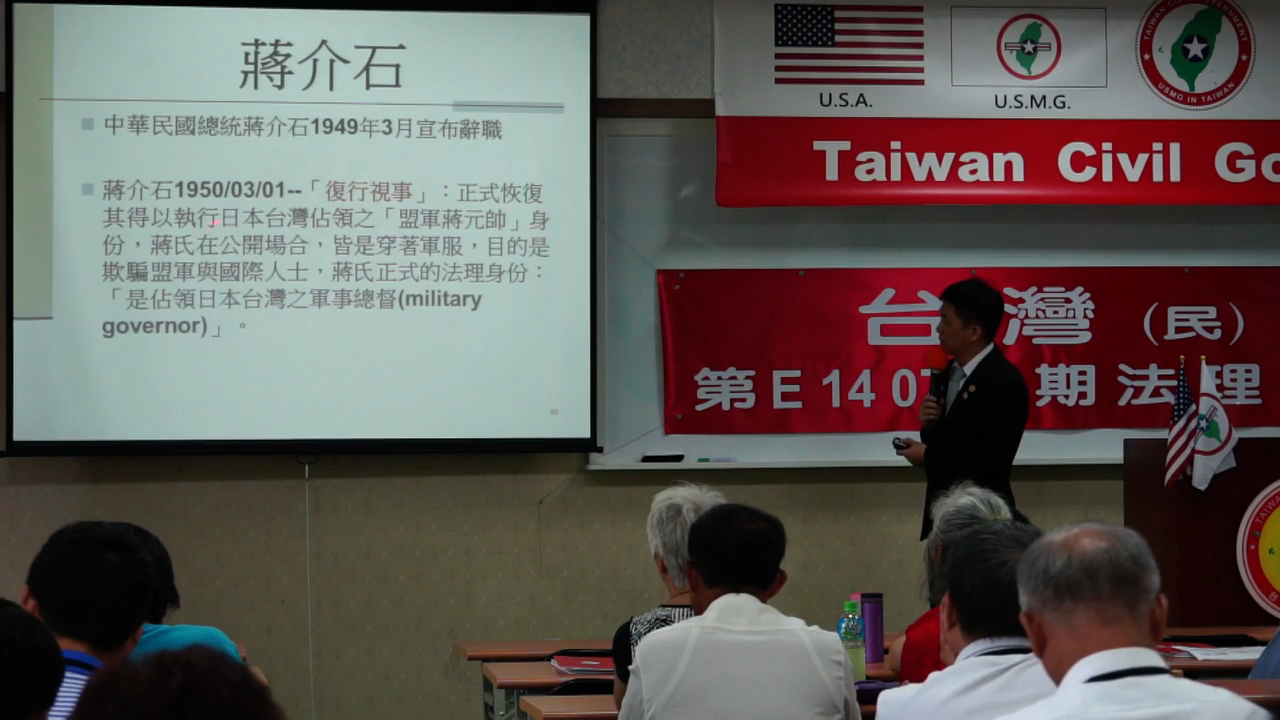 蔣介石
中華民國總統蔣介石1949年3月宣布辭職
蔣介石1950/03/01--「復行視事」：正式恢復
其得以執行日本台灣佔領之「盟軍蔣元帥」身
份，蔣氏在公開場合，皆是穿著軍服，目的是
欺騙盟軍與國際人士，蔣氏正式的法理身份：
「是佔領日本台灣之軍事總督(military
governor)」。
U.S.A.
U.S.M.G.
USMG IN TAIWAN
Taiwan Civil Go
台灣（民）
第E 14 07 期法理